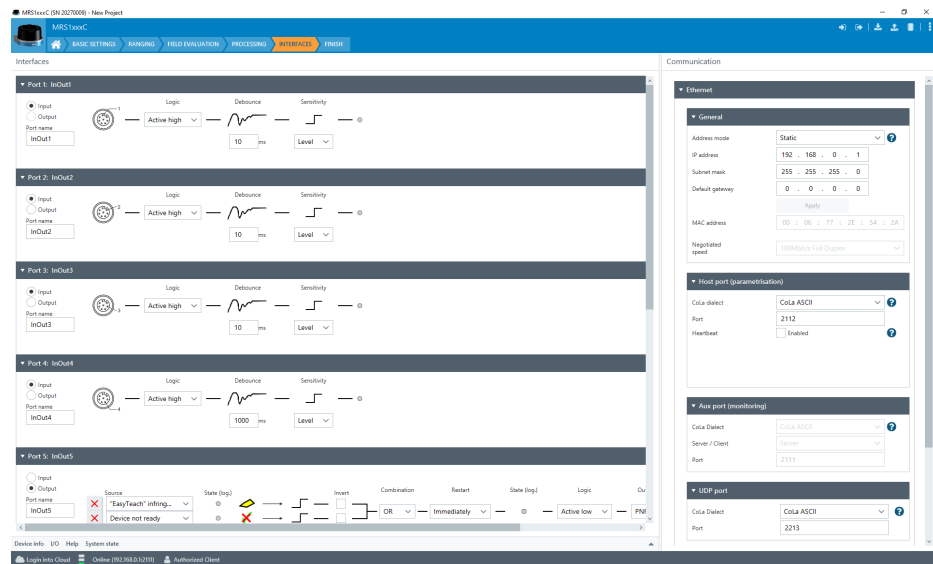 MRS1xxxC (SN 20270009) - New Project
MRS1xxxC
BASIC SETTINGS RANGING FIELD EVALUATION PROCESSING INTERFACES FINISH
Interfaces
Port 1: InOut1
Input
Output
Port name
InOut1
1
Logic Debounce Sensitivity
Active high
10 ms Level
Port 2: InOut2
Input
Output
Port name
InOut2
2
Logic Debounce Sensitivity
Active high
10 ms Level
Port 3: InOut3
Input
Output
Port name
InOut3
3
Logic Debounce Sensitivity
Active high
10 ms Level
Port 4: InOut4
Input
Output
Port name
InOut4
4
Logic Debounce Sensitivity
Active high
1000 ms Level
Port 5: InOut5
Input
Output
Port name
InOut5
Source State (log.) Invert Combination Restart State (log.) Logic Ou
"EasyTeach" infring...
Device not ready
OR Immediately Active low PNP
Device info I/O Help System state
Login into Cloud Online (192.168.0.1:2111) Authorized Client
Communication
Ethernet
General
Address mode Static
IP address 192 . 168 . 0 . 1
Subnet mask 255 . 255 . 255 . 0
Default gateway 0 . 0 . 0 . 0
Apply
MAC address 00 : 06 : 77 : 2E : 54 : 2A
Negotiated
speed
100Mbit/s Full Duplex
Host port (parametrisation)
CoLa dialect CoLa ASCII
Port 2112
Heartbeat Enabled
Aux port (monitoring)
CoLa Dialect CoLa ASCII
Server / Client Server
Port 2111
UDP port
CoLa Dialect CoLa ASCII
Port 2213